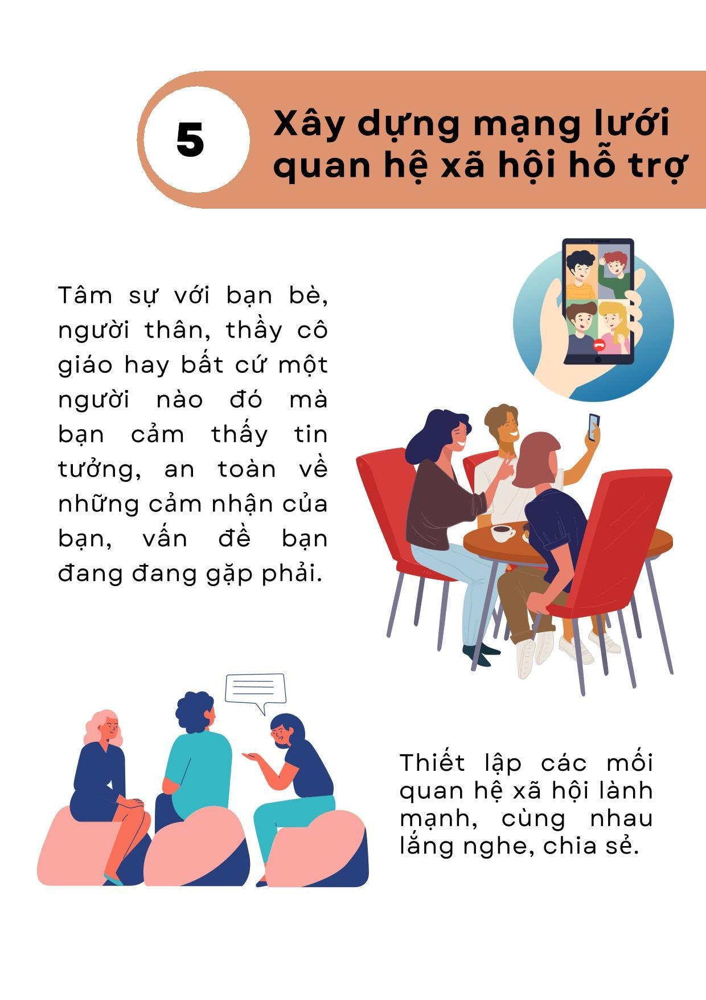 5
Xây dựng mạng lưới
quan hệ xã hội hỗ trợ
Tâm sự với bạn bè,
người thân, thầy cô
giáo hay bất cứ một
người nào đó mà
bạn cảm thấy tin
tưởng, an toàn về
những cảm nhận của
bạn, vấn đề bạn
đang đang gặp phải.
Thiết lập các mối
quan hệ xã hội lành
mạnh, cùng nhau
lắng nghe, chia sẻ.